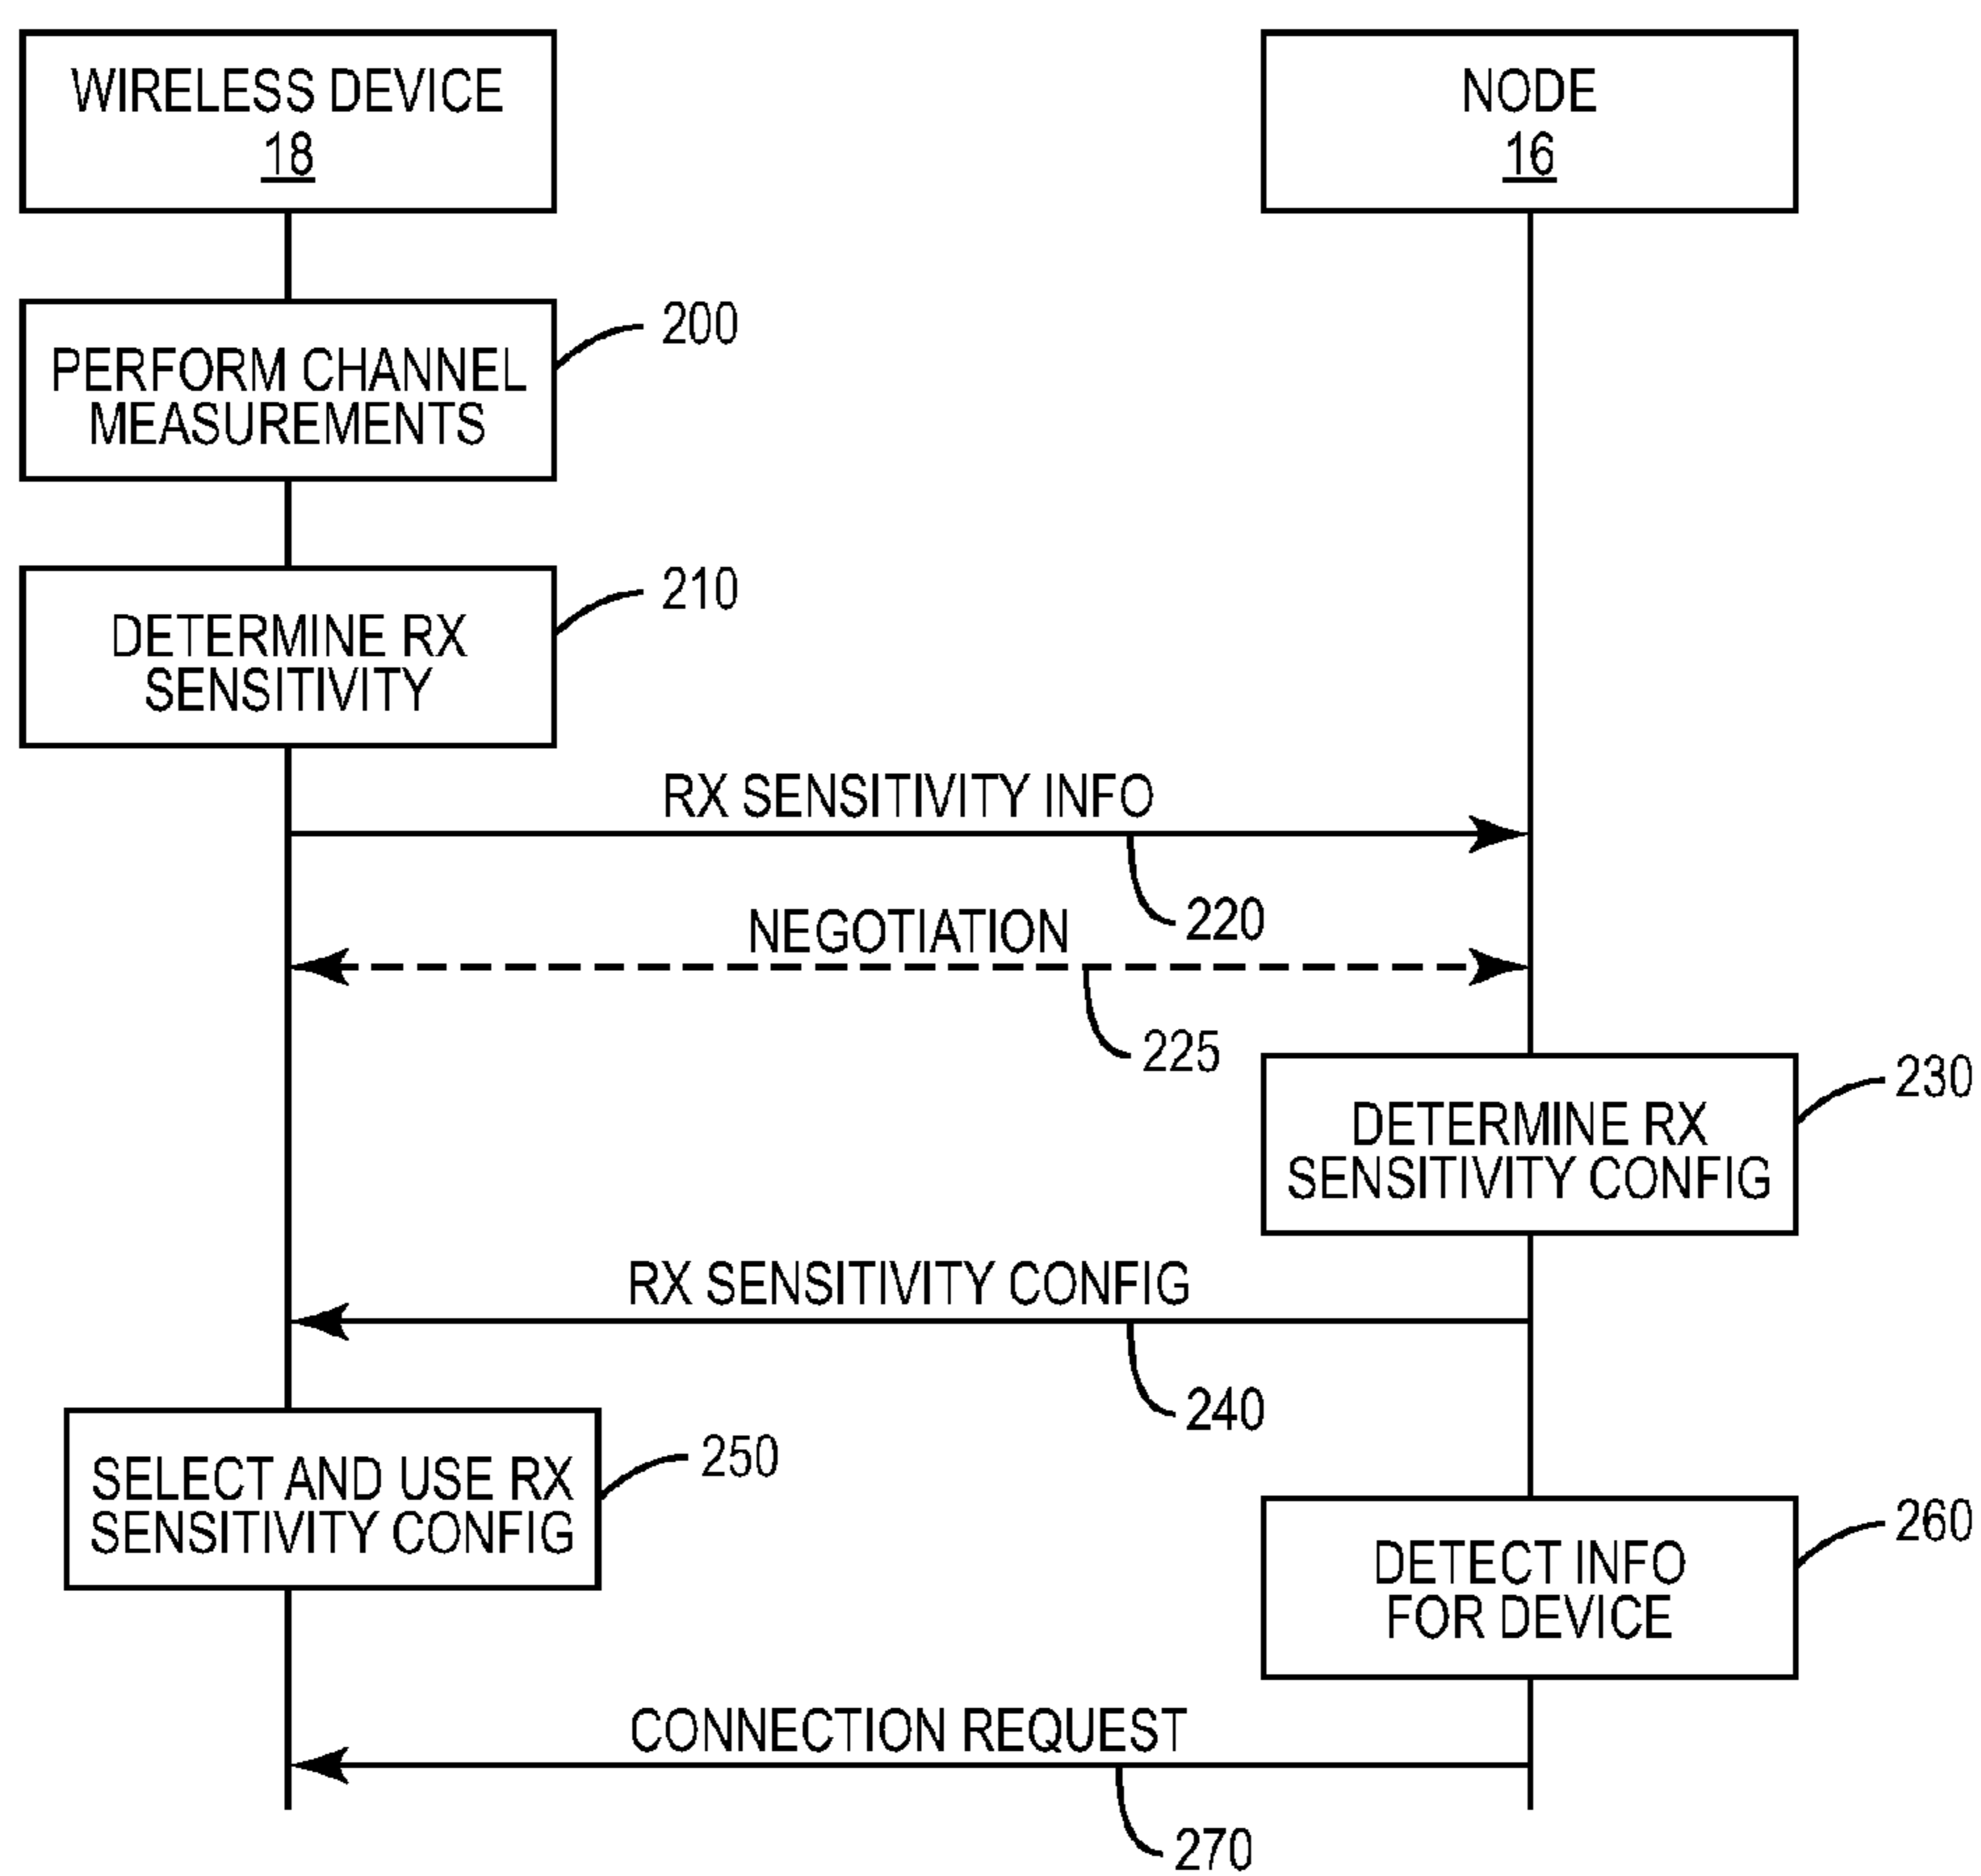 WIRELESS DEVICE
18
NODE
16
PERFORM CHANNEL
MEASUREMENTS
200
DETERMINE RX
SENSITIVITY
210
RX SENSITIVITY INFO
220
NEGOTIATION
225
DETERMINE RX
SENSITIVITY CONFIG
230
RX SENSITIVITY CONFIG
240
SELECT AND USE RX
SENSITIVITY CONFIG
250
DETECT INFO
FOR DEVICE
260
CONNECTION REQUEST
270